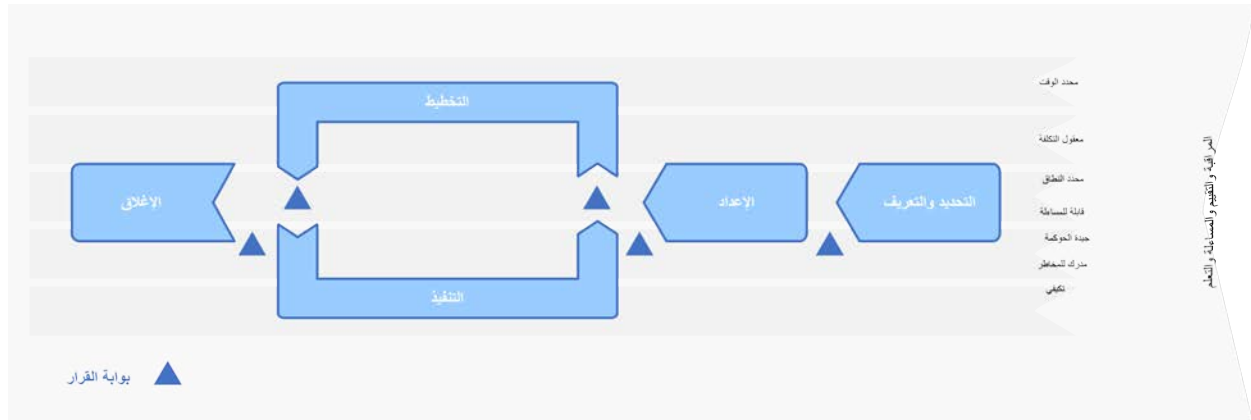 المراقبة والتقييم والمساءلة والتعلم
محدد الوقت
معقول التكلفة
محدد النطاق
قابلة للمساءلة
جيدة الحوكمة
مدرك للمخاطر
تكيفي
التحديد والتعريف
الإعداد
التخطيط
التنفيذ
الإغلاق
بوابة القرار